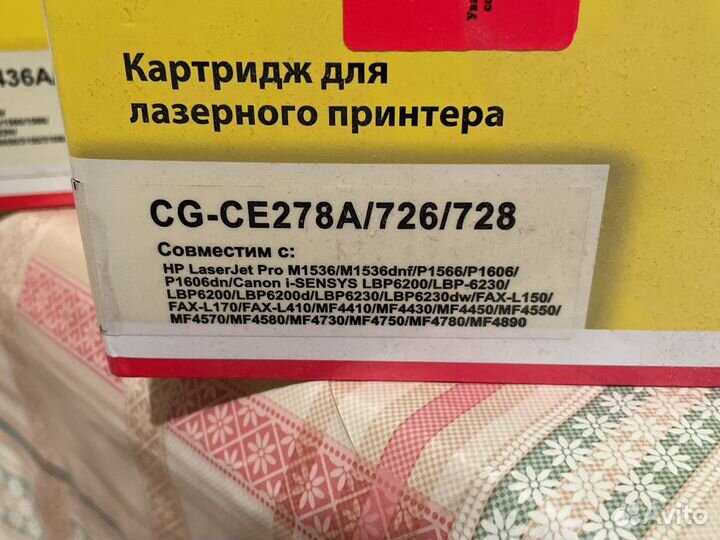 436A
Картридж для
лазерного принтера
CG-CE278A/726/728
Совместим с:
HP LaserJet Pro M1536/M1536dnf/P1566/P1606/
P1606dn/Canon i-SENSYS LBP6200/LBP-6230/
LBP6200/LBP6200d/LBP6230/LBP6230dw/FAX-L150/
FAX-L170/FAX-L410/MF4410/MF4430/MF4450/MF4550/
MF4570/MF4580/MF4730/MF4750/MF4780/MF4890
Avito